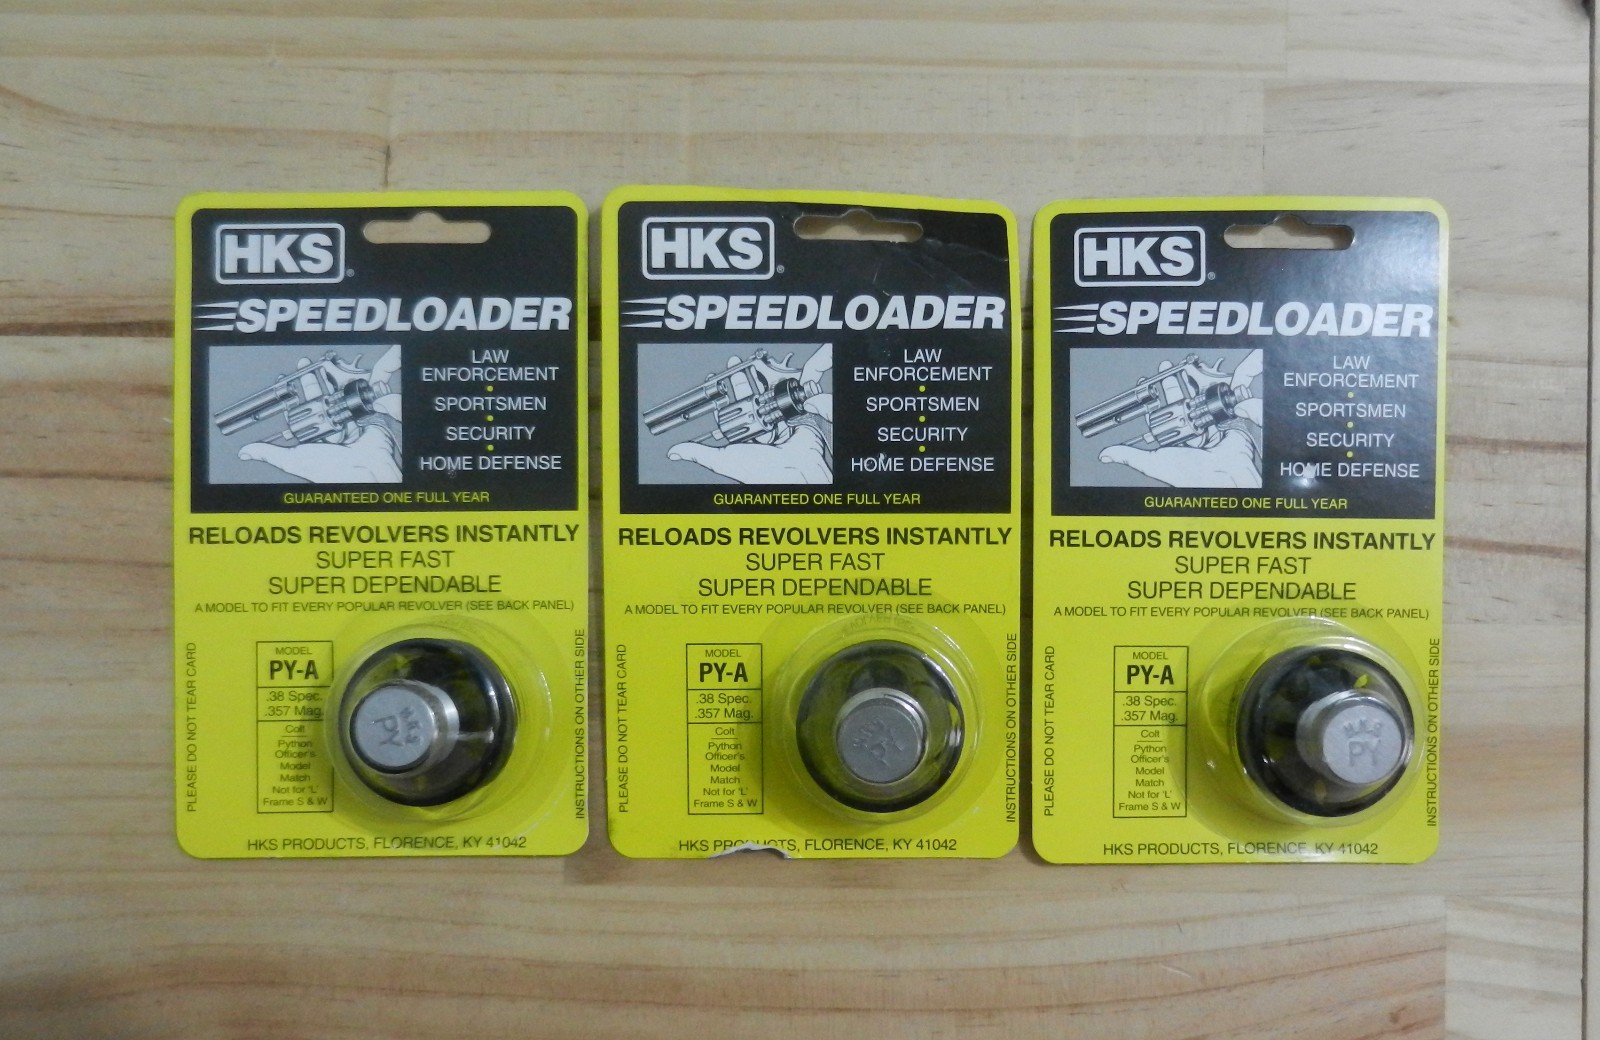 HKS®
SPEEDLOADER
LAW
ENFORCEMENT
•
SPORTSMEN
•
SECURITY
•
HOME DEFENSE
GUARANTEED ONE FULL YEAR
RELOADS REVOLVERS INSTANTLY
SUPER FAST
SUPER DEPENDABLE
A MODEL TO FIT EVERY POPULAR REVOLVER (SEE BACK PANEL)
PLEASE DO NOT TEAR CARD
MODEL
PY-A
.38 Spec.
.357 Mag.
Colt
Python
Officer's
Model
Match
Not for 'L'
Frame S & W
H.K.S
PY
INSTRUCTIONS ON OTHER SIDE
HKS PRODUCTS, FLORENCE, KY 41042
HKS®
SPEEDLOADER
LAW
ENFORCEMENT
•
SPORTSMEN
•
SECURITY
•
HOME DEFENSE
GUARANTEED ONE FULL YEAR
RELOADS REVOLVERS INSTANTLY
SUPER FAST
SUPER DEPENDABLE
A MODEL TO FIT EVERY POPULAR REVOLVER (SEE BACK PANEL)
PLEASE DO NOT TEAR CARD
MODEL
PY-A
.38 Spec.
.357 Mag.
Colt
Python
Officer's
Model
Match
Not for 'L'
Frame S & W
H.K.S
PY
INSTRUCTIONS ON OTHER SIDE
HKS PRODUCTS, FLORENCE, KY 41042
HKS®
SPEEDLOADER
LAW
ENFORCEMENT
•
SPORTSMEN
•
SECURITY
•
HOME DEFENSE
GUARANTEED ONE FULL YEAR
RELOADS REVOLVERS INSTANTLY
SUPER FAST
SUPER DEPENDABLE
A MODEL TO FIT EVERY POPULAR REVOLVER (SEE BACK PANEL)
PLEASE DO NOT TEAR CARD
MODEL
PY-A
.38 Spec.
.357 Mag.
Colt
Python
Officer's
Model
Match
Not for 'L'
Frame S & W
H.K.S
PY
INSTRUCTIONS ON OTHER SIDE
HKS PRODUCTS, FLORENCE, KY 41042